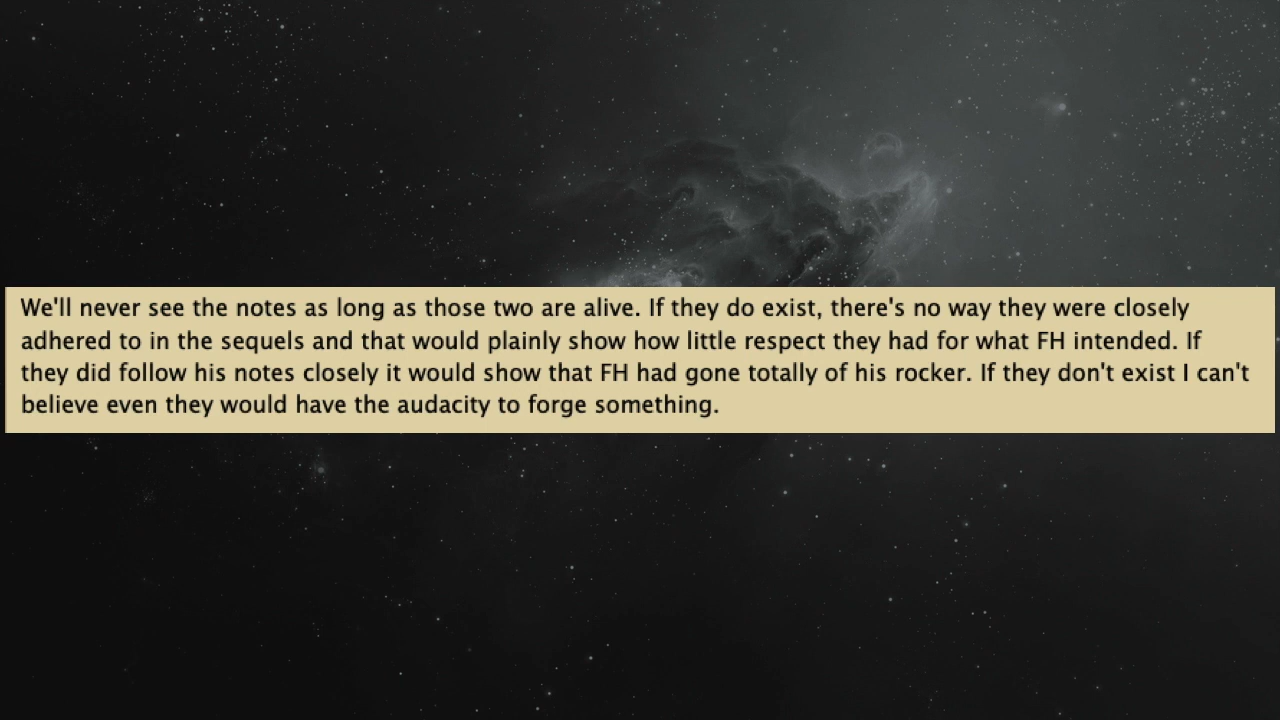 We'll never see the notes as long as those two are alive. If they do exist, there's no way they were closely
adhered to in the sequels and that would plainly show how little respect they had for what FH intended. If
they did follow his notes closely it would show that FH had gone totally of his rocker. If they don't exist I can't
believe even they would have the audacity to forge something.